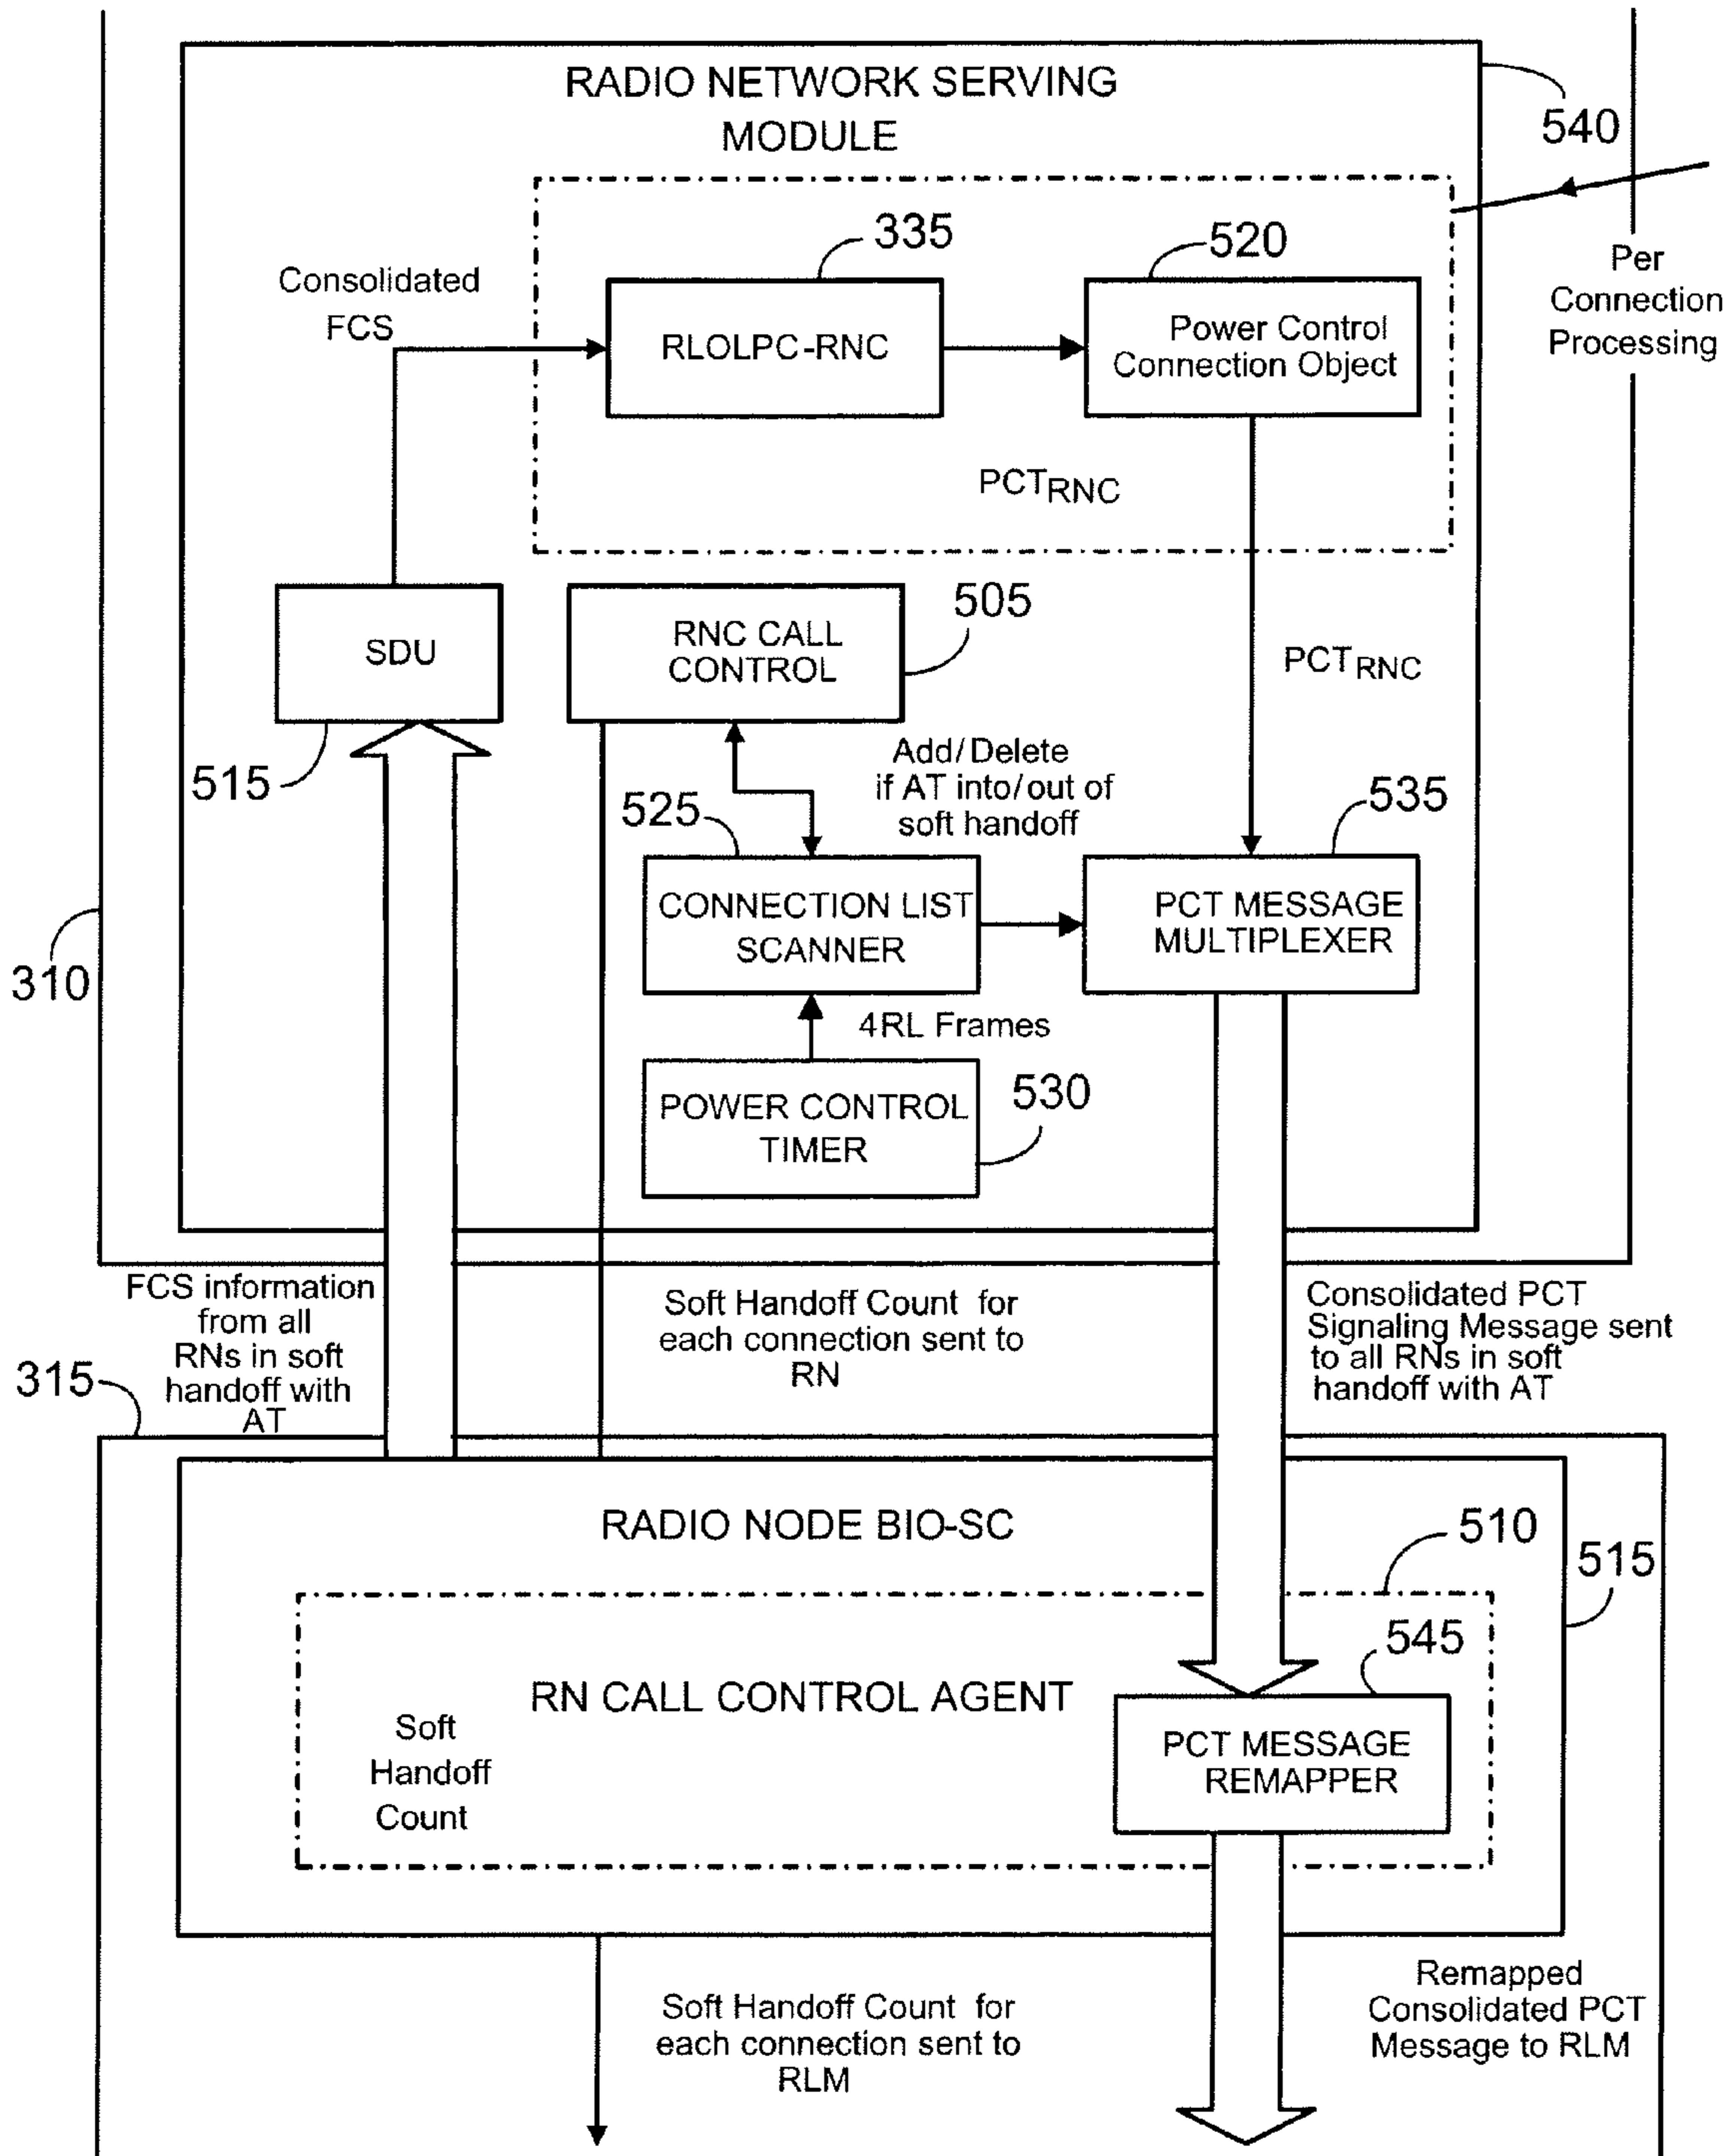 RADIO NETWORK SERVING
MODULE
540
335
520
Consolidated
FCS
RLOLPC-RNC
Power Control
Connection Object
Per
Connection
Processing
PCTRNC
SDU
RNC CALL
CONTROL
505
PCTRNC
515
Add/Delete
if AT into/out of
soft handoff
525
535
CONNECTION LIST
SCANNER
PCT MESSAGE
MULTIPLEXER
310
4RL Frames
POWER CONTROL
TIMER
530
FCS information
from all
RNs in soft
handoff with
AT
Soft Handoff Count for
each connection sent to
RN
Consolidated PCT
Signaling Message sent
to all RNs in soft
handoff with AT
315
RADIO NODE BIO-SC
510
515
545
RN CALL CONTROL AGENT
Soft
Handoff
Count
PCT MESSAGE
REMAPPER
Soft Handoff Count for
each connection sent to
RLM
Remapped
Consolidated PCT
Message to RLM